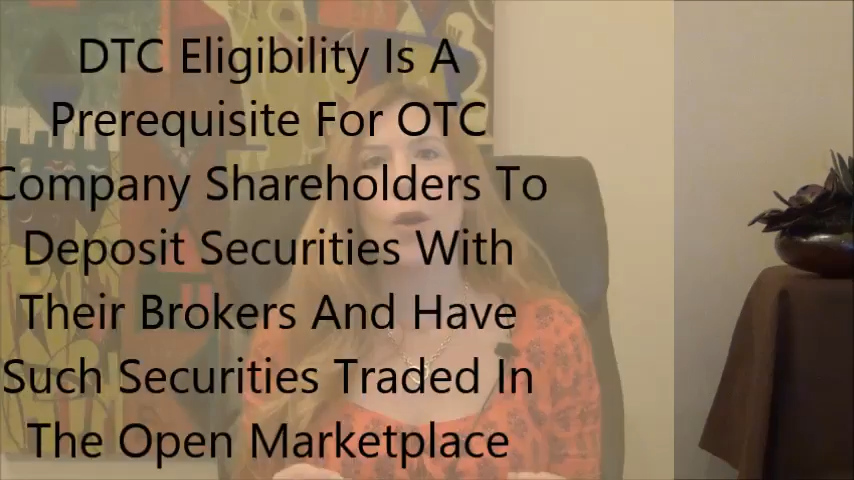 DTC Eligibility Is A
Prerequisite For OTC
Company Shareholders To
Deposit Securities With
Their Brokers And Have
Such Securities Traded In
The Open Marketplace